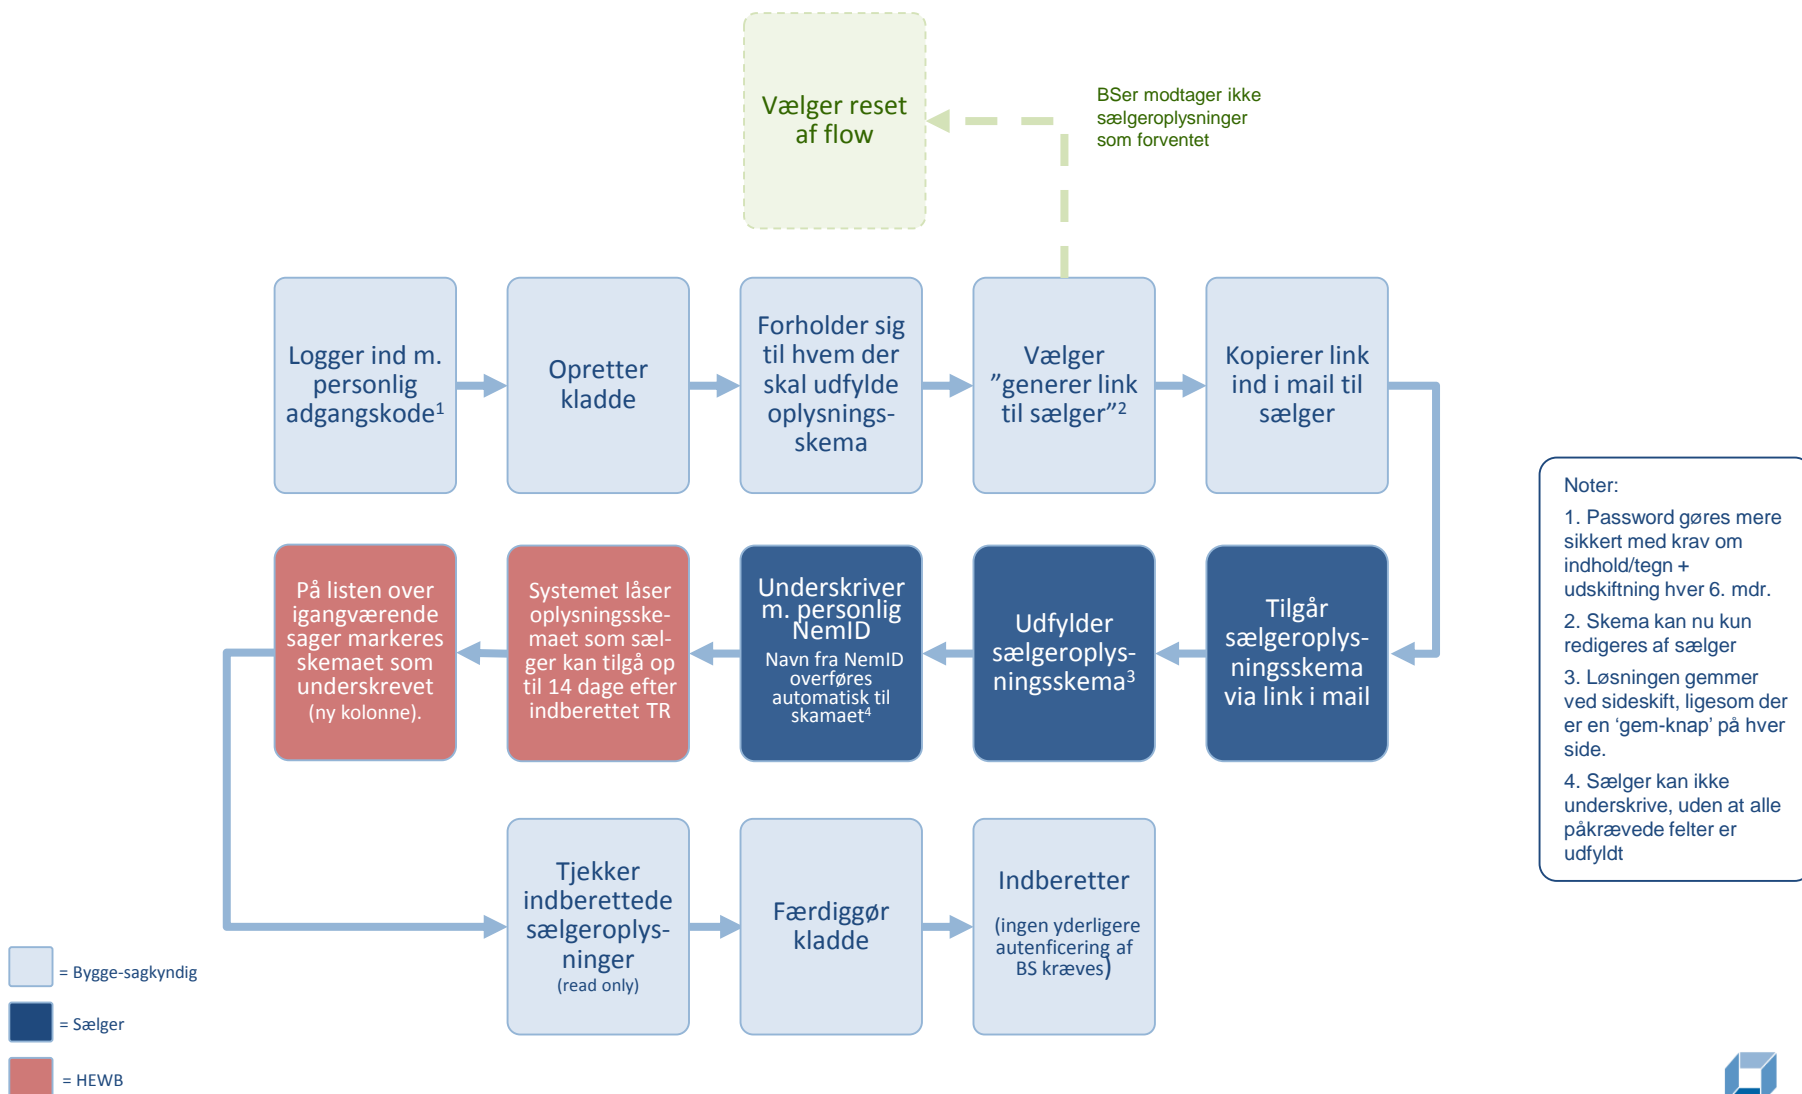 Vælger reset
af flow
BSer modtager ikke
sælgeroplysninger
som forventet
Logger ind m.
personlig
adgangskode1
Opretter
kladde
Forholder sig
til hvem der
skal udfylde
oplysnings-
skema
Vælger
”generer link
til sælger”2
Kopierer link
ind i mail til
sælger
På listen over
igangværende
sager markeres
skemaet som
underskrevet
(ny kolonne).
Systemet låser
oplysningsske-
maet som sæl-
ger kan tilgå op
til 14 dage efter
indberettet TR
Underskriver
m. personlig
NemID
Navn fra NemID
overføres
automatisk til
skamaet4
Udfylder
sælgeroplys-
ningsskema3
Tilgår
sælgeroplys-
ningsskema
via link i mail
Noter:
1. Password gøres mere
sikkert med krav om
indhold/tegn +
udskiftning hver 6. mdr.
2. Skema kan nu kun
redigeres af sælger
3. Løsningen gemmer
ved sideskift, ligesom der
er en ‘gem-knap’ på hver
side.
4. Sælger kan ikke
underskrive, uden at alle
påkrævede felter er
udfyldt
Tjekker
indberettede
sælgeroplys-
ninger
(read only)
Færdiggør
kladde
Indberetter
(ingen yderligere
autenficering af
BS kræves)
= Bygge-sagkyndig
= Sælger
= HEWB